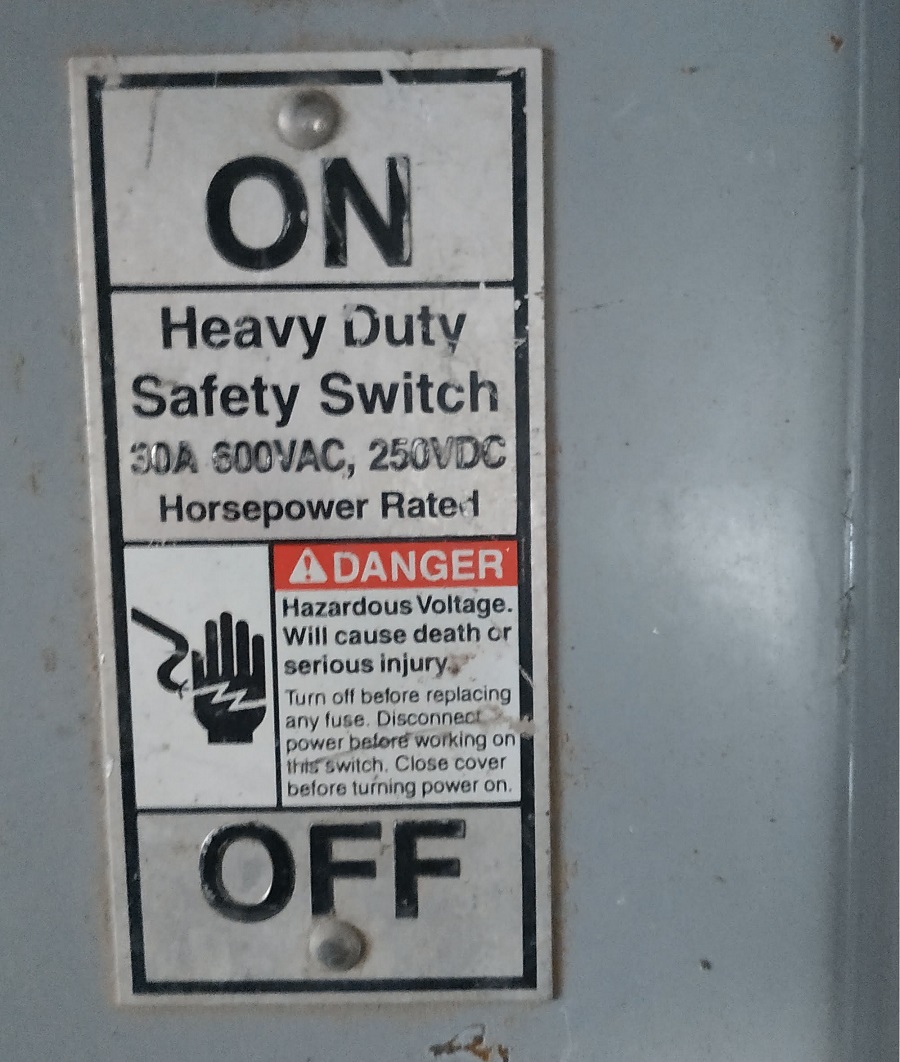 ON
Heavy Duty
Safety Switch
30A 600VAC, 250VDC
Horsepower Rated
DANGER
Hazardous Voltage.
Will cause death or
serious injury.
Turn off before replacing
any fuse. Disconnect
power before working on
this switch. Close cover
before turning power on.
OFF